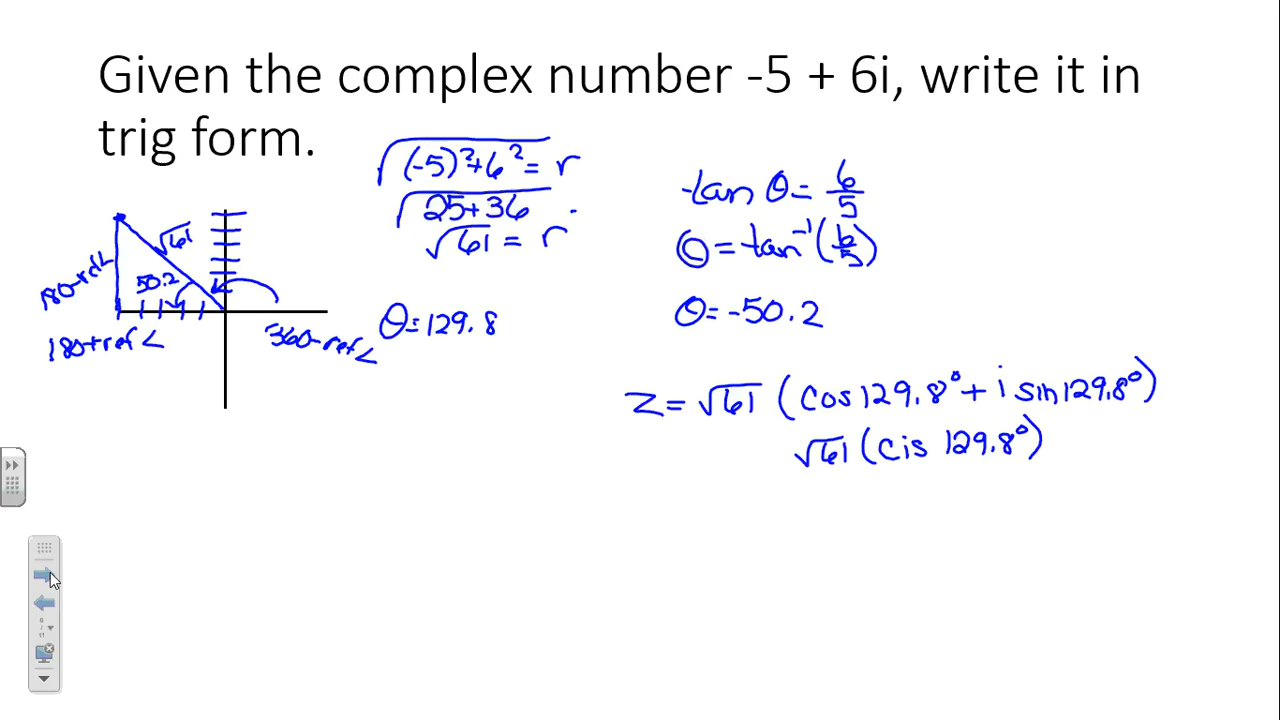 Given the complex number -5 + 6i, write it in
trig form.
√(-5)²+6² = r
√25+36
√61 = r
tan θ = 6/5
θ = tan⁻¹(6/5)
θ = -50.2
√61
50.2
180-ref∠
180+ref∠
360-ref∠
θ = 129.8
z = √61 (cos 129.8° + i sin 129.8°)
√61 (cis 129.8°)